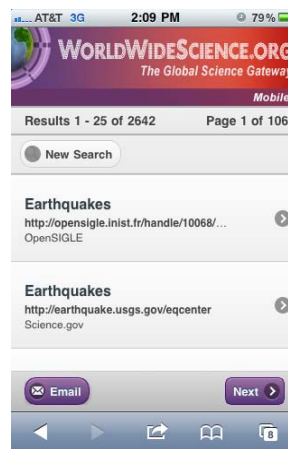 AT&T 3G 2:09 PM 79%
WORLDWIDESCIENCE.ORG
The Global Science Gateway
Mobile
Results 1 - 25 of 2642 Page 1 of 106
New Search
Earthquakes
http://opensigle.inist.fr/handle/10068/...
OpenSIGLE
Earthquakes
http://earthquake.usgs.gov/eqcenter
Science.gov
Email Next
8